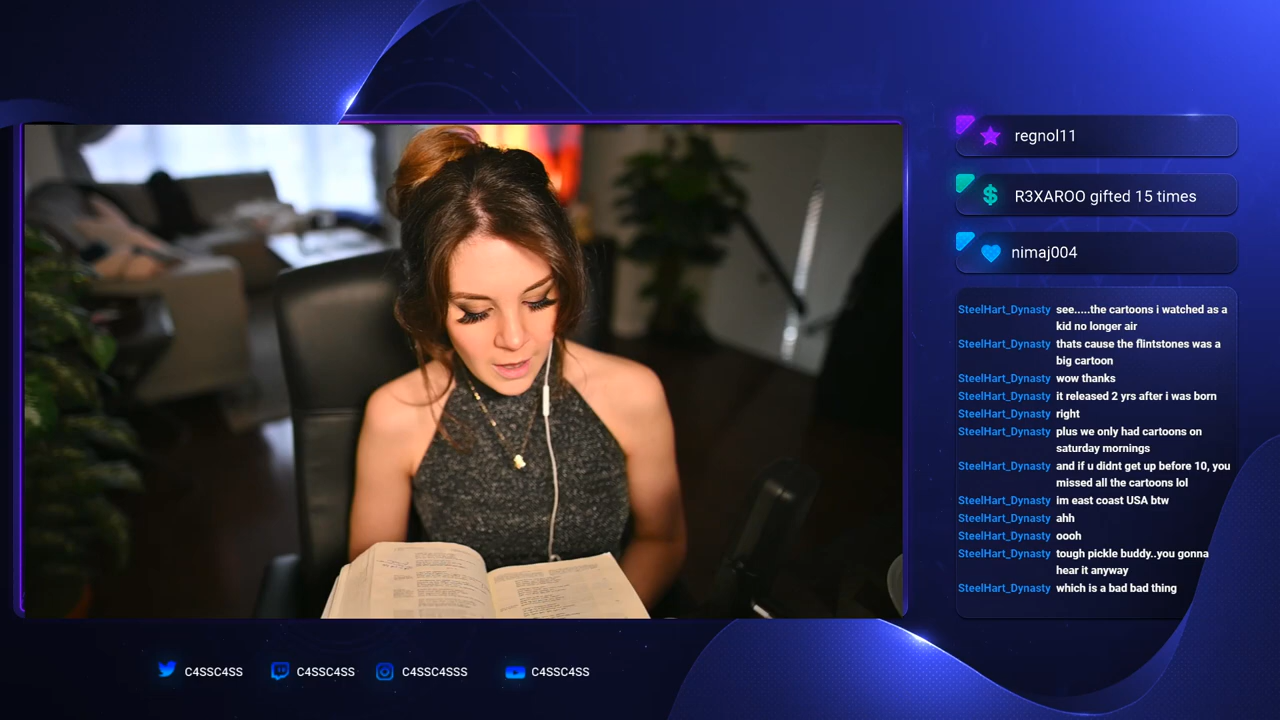 regnol11
R3XAROO gifted 15 times
nimaj004
SteelHart_Dynasty see.....the cartoons i watched as a
kid no longer air
SteelHart_Dynasty thats cause the flintstones was a
big cartoon
SteelHart_Dynasty wow thanks
SteelHart_Dynasty it released 2 yrs after i was born
SteelHart_Dynasty right
SteelHart_Dynasty plus we only had cartoons on
saturday mornings
SteelHart_Dynasty and if u didnt get up before 10, you
missed all the cartoons lol
SteelHart_Dynasty im east coast USA btw
SteelHart_Dynasty ahh
SteelHart_Dynasty oooh
SteelHart_Dynasty tough pickle buddy..you gonna
hear it anyway
SteelHart_Dynasty which is a bad bad thing
C4SSC4SS C4SSC4SS C4SSC4SSS C4SSC4SS